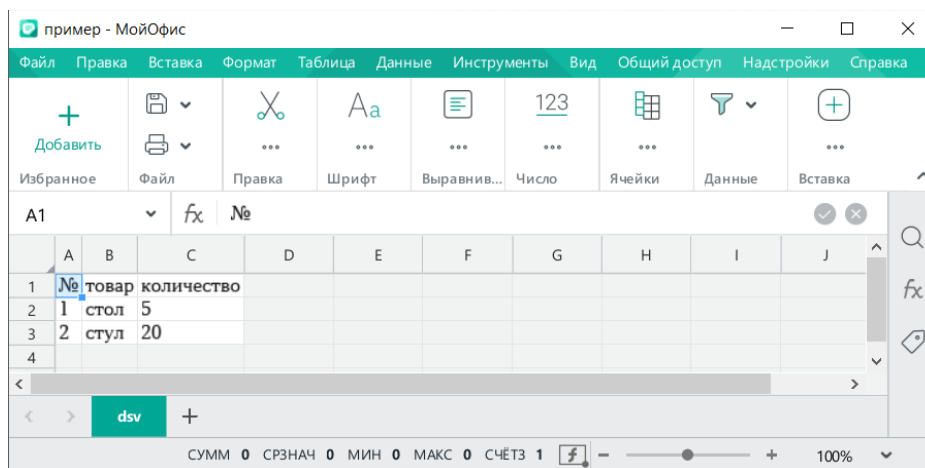 пример - МойОфис
Файл Правка Вставка Формат Таблица Данные Инструменты Вид Общий доступ Надстройки Справка
Aa 123
Добавить
Избранное Файл Правка Шрифт Выравнив... Число Ячейки Данные Вставка
A1 fx №
A B C D E F G H I J
1 № товар количество
2 1 стол 5
3 2 стул 20
4
fx
dsv
СУММ 0 СРЗНАЧ 0 МИН 0 МАКС 0 СЧЁТЗ 1 f 100%